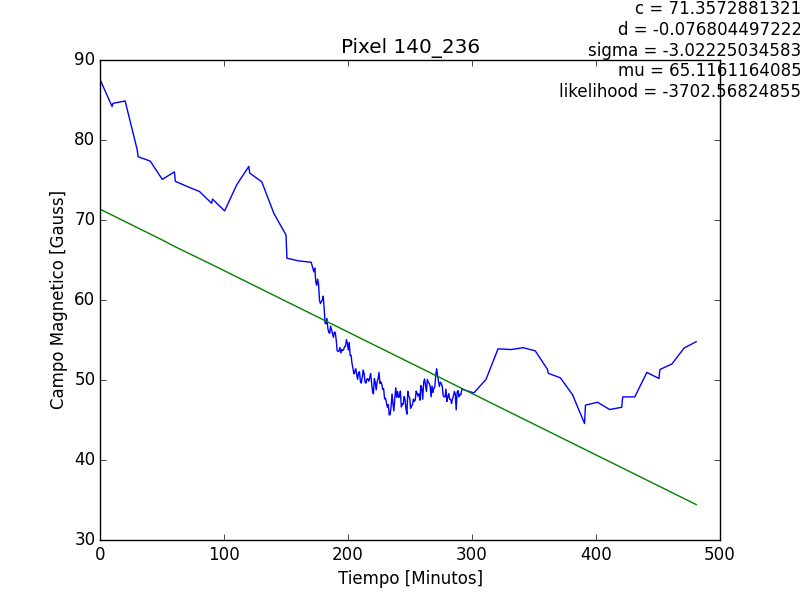 c = 71.3572881321
d = -0.076804497222
sigma = -3.02225034583
mu = 65.1161164085
likelihood = -3702.56824855
Pixel 140_236
90
80
70
60
50
40
30
Campo Magnetico [Gauss]
0 100 200 300 400 500
Tiempo [Minutos]